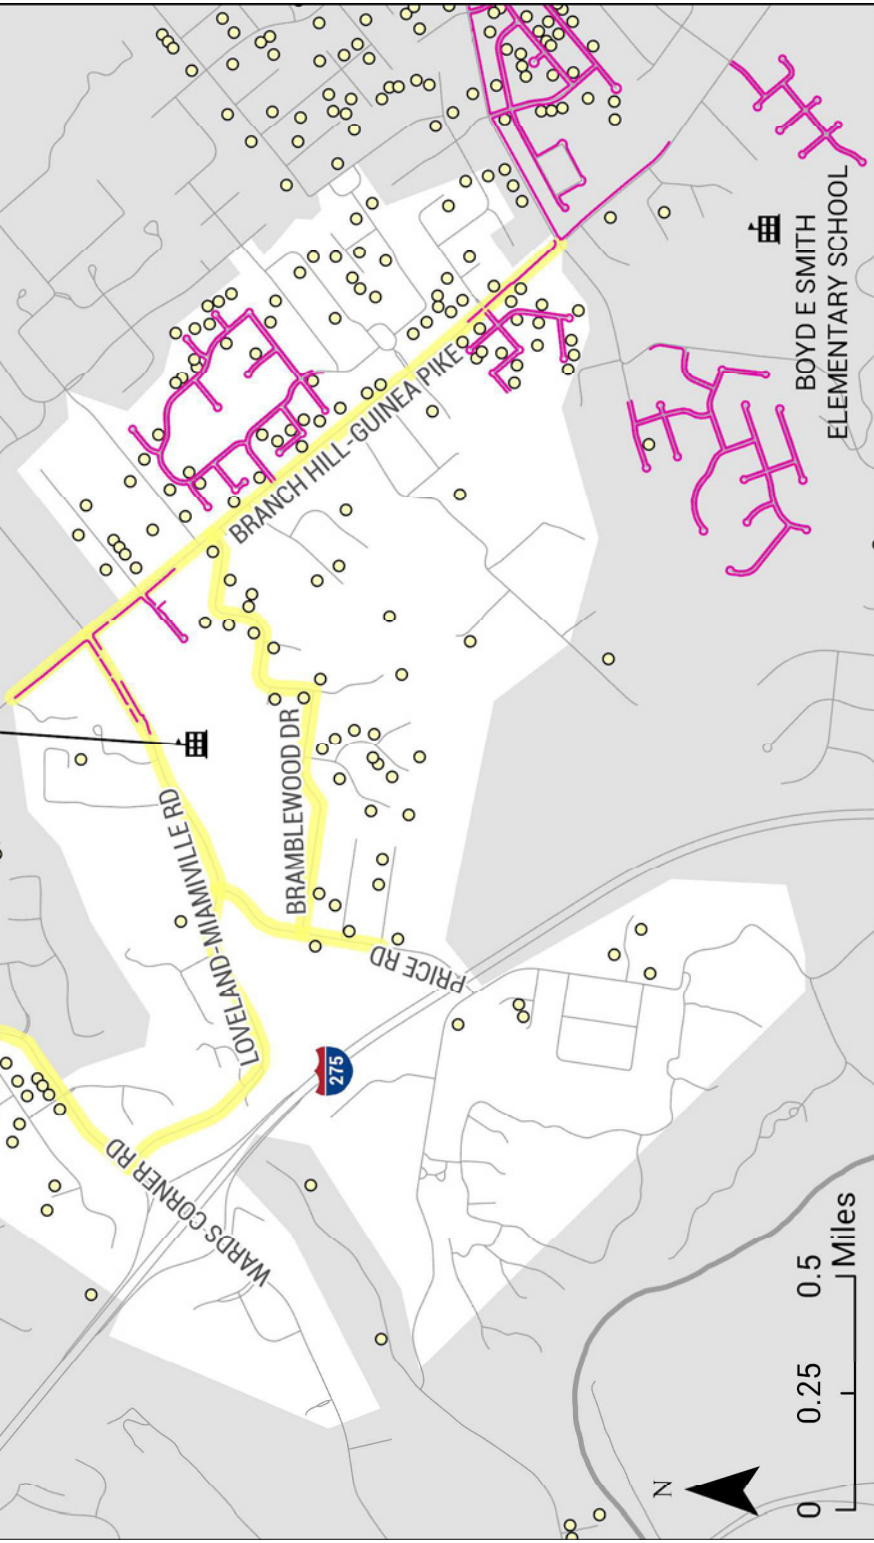 BRANCH HILL-GUINEA PIKE
BOYD E SMITH
ELEMENTARY SCHOOL
LOVELAND-MIAMIVILLE RD
BRAMBLEWOOD DR
PRICE RD
275
WARDS CORNER RD
N
0 0.25 0.5
Miles